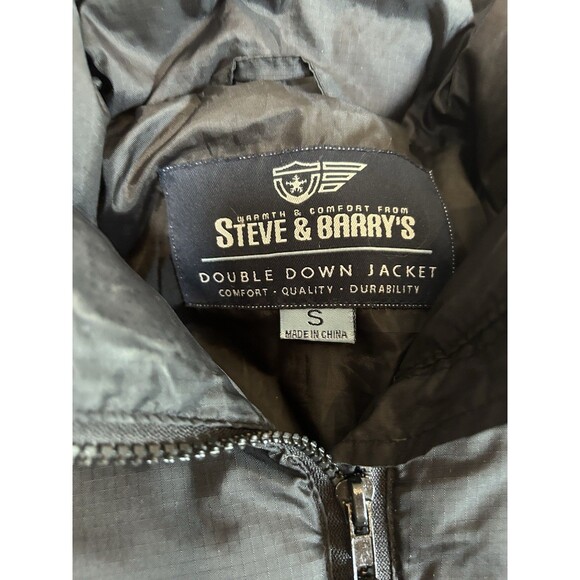 WARMTH & COMFORT FROM
STEVE & BARRY'S
DOUBLE DOWN JACKET
COMFORT · QUALITY · DURABILITY
S
MADE IN CHINA